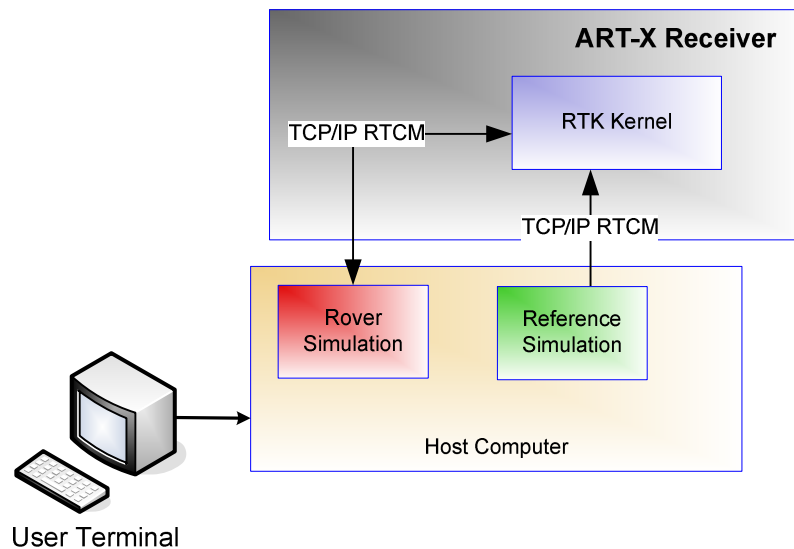 ART-X Receiver
RTK Kernel
TCP/IP RTCM
TCP/IP RTCM
Rover
Simulation
Reference
Simulation
Host Computer
User Terminal